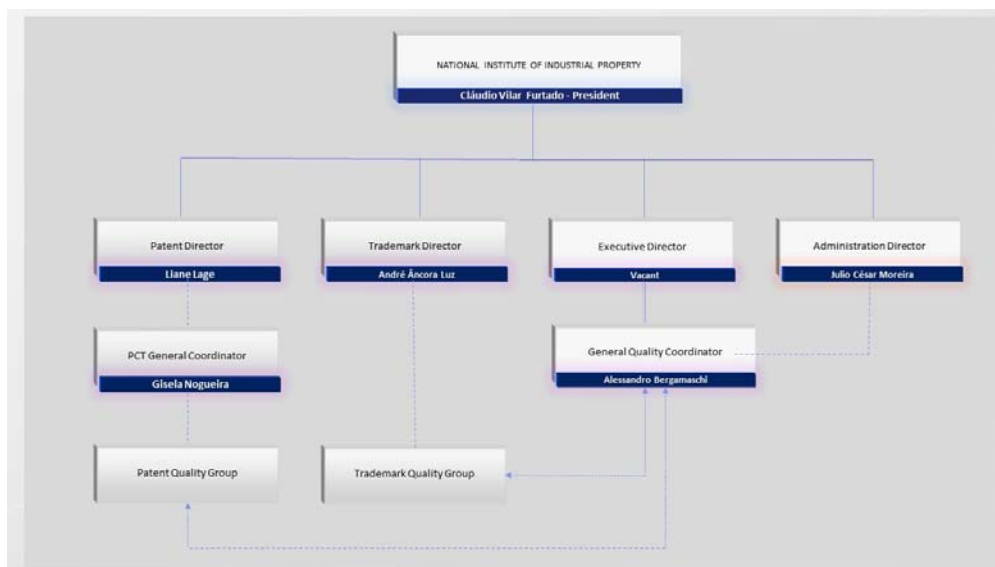 NATIONAL INSTITUTE OF INDUSTRIAL PROPERTY
Cláudio Vilar Furtado - President
Patent Director
Liane Lage
Trademark Director
André Âncora Luz
Executive Director
Vacant
Administration Director
Julio César Moreira
PCT General Coordinator
Gisela Nogueira
General Quality Coordinator
Alessandro Bergamaschi
Patent Quality Group
Trademark Quality Group